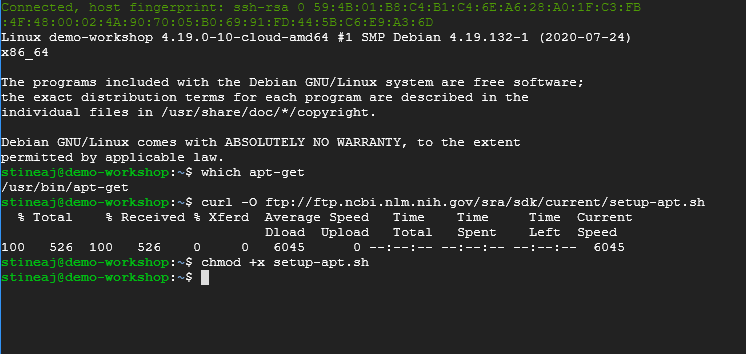 Connected, host fingerprint: ssh-rsa 0 59:4B:01:B8:C4:B1:C4:6E:A6:28:A0:1F:C3:FB
:4F:48:00:02:4A:90:70:05:B0:69:91:FD:44:5B:C6:E9:A3:6D
Linux demo-workshop 4.19.0-10-cloud-amd64 #1 SMP Debian 4.19.132-1 (2020-07-24)
x86_64
The programs included with the Debian GNU/Linux system are free software;
the exact distribution terms for each program are described in the
individual files in /usr/share/doc/*/copyright.
Debian GNU/Linux comes with ABSOLUTELY NO WARRANTY, to the extent
permitted by applicable law.
stineaj@demo-workshop:~$ which apt-get
/usr/bin/apt-get
stineaj@demo-workshop:~$ curl -O ftp://ftp.ncbi.nlm.nih.gov/sra/sdk/current/setup-apt.sh
  % Total    % Received % Xferd  Average Speed   Time    Time     Time  Current
                                 Dload  Upload   Total   Spent    Left  Speed
100   526  100   526    0     0   6045      0 --:--:-- --:--:-- --:--:--  6045
stineaj@demo-workshop:~$ chmod +x setup-apt.sh
stineaj@demo-workshop:~$